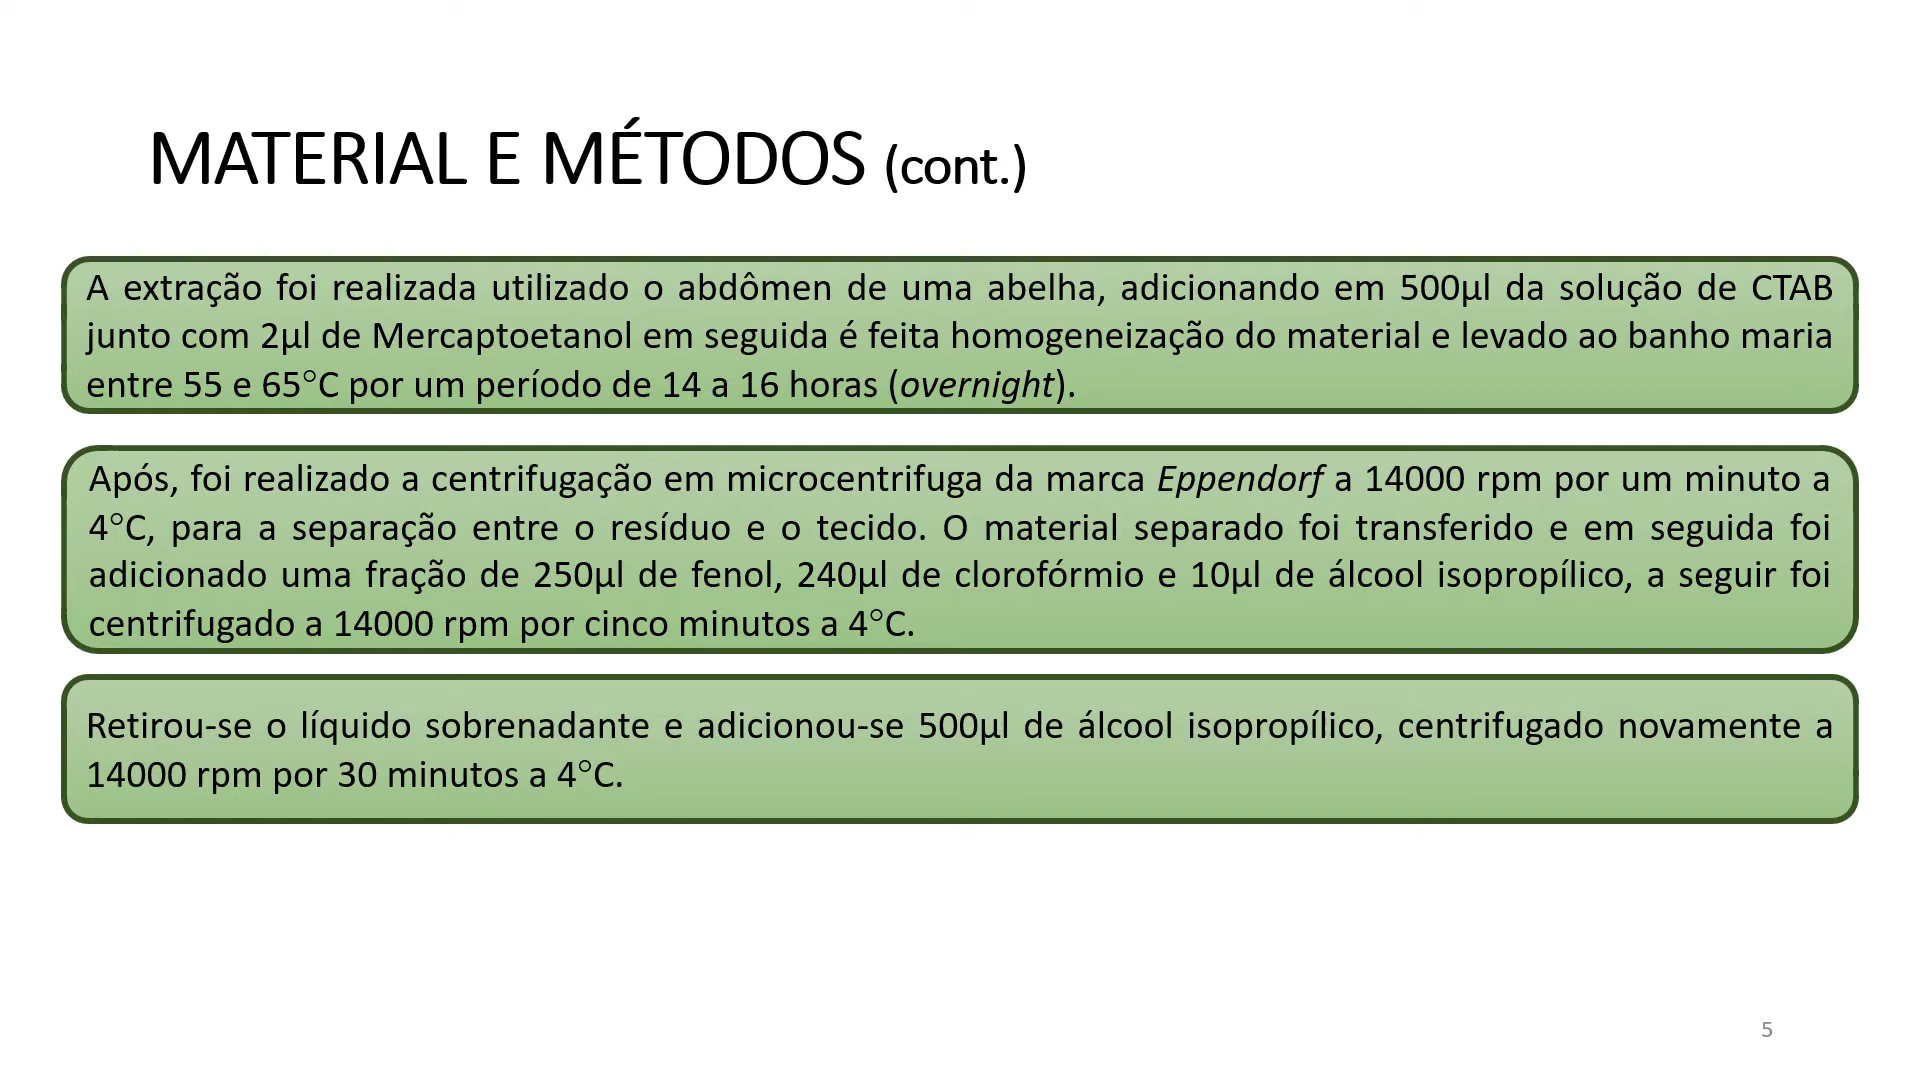 MATERIAL E MÉTODOS (cont.)
A extração foi realizada utilizado o abdômen de uma abelha, adicionando em 500µl da solução de CTAB
junto com 2µl de Mercaptoetanol em seguida é feita homogeneização do material e levado ao banho maria
entre 55 e 65°C por um período de 14 a 16 horas (overnight).
Após, foi realizado a centrifugação em microcentrifuga da marca Eppendorf a 14000 rpm por um minuto a
4°C, para a separação entre o resíduo e o tecido. O material separado foi transferido e em seguida foi
adicionado uma fração de 250µl de fenol, 240µl de clorofórmio e 10µl de álcool isopropílico, a seguir foi
centrifugado a 14000 rpm por cinco minutos a 4°C.
Retirou-se o líquido sobrenadante e adicionou-se 500µl de álcool isopropílico, centrifugado novamente a
14000 rpm por 30 minutos a 4°C.
5